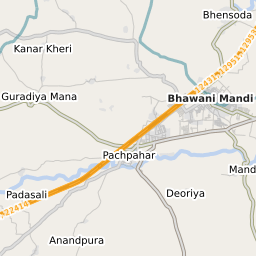 Bhensoda
Kanar Kheri
Guradiya Mana
Bhawani Mandi
Pachpahar
Mand
Padasali
Deoriya
Anandpura